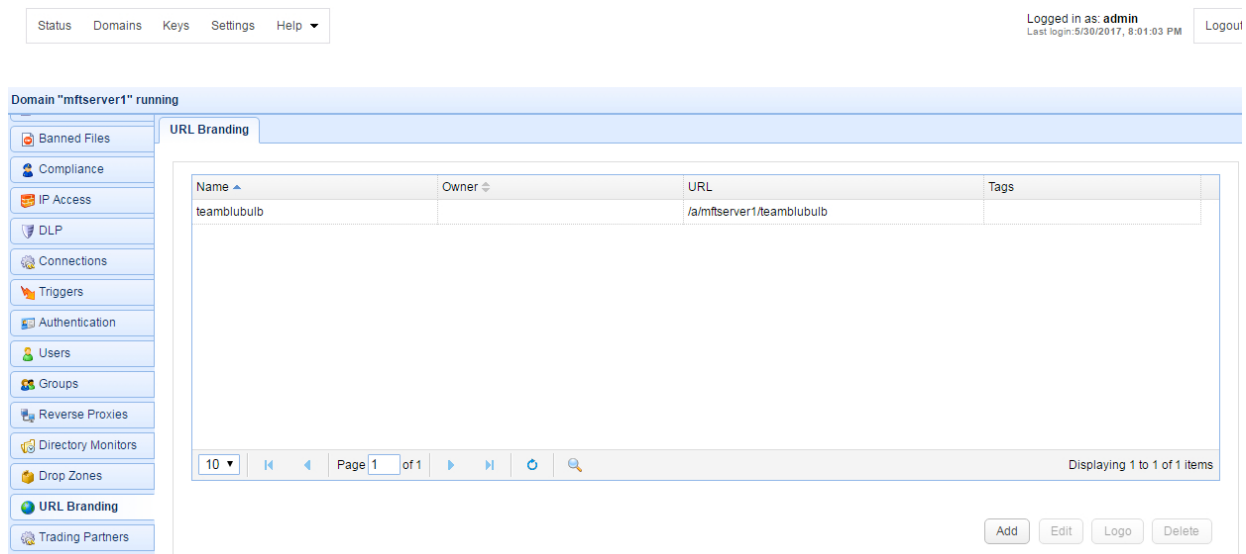 Status Domains Keys Settings Help
Logged in as: admin
Last login:5/30/2017, 8:01:03 PM
Logout
Domain "mftserver1" running
Banned Files
Compliance
IP Access
DLP
Connections
Triggers
Authentication
Users
Groups
Reverse Proxies
Directory Monitors
Drop Zones
URL Branding
Trading Partners
URL Branding
Name Owner URL Tags
teamblubulb /a/mftserver1/teamblubulb
10 Page 1 of 1 Displaying 1 to 1 of 1 items
Add Edit Logo Delete